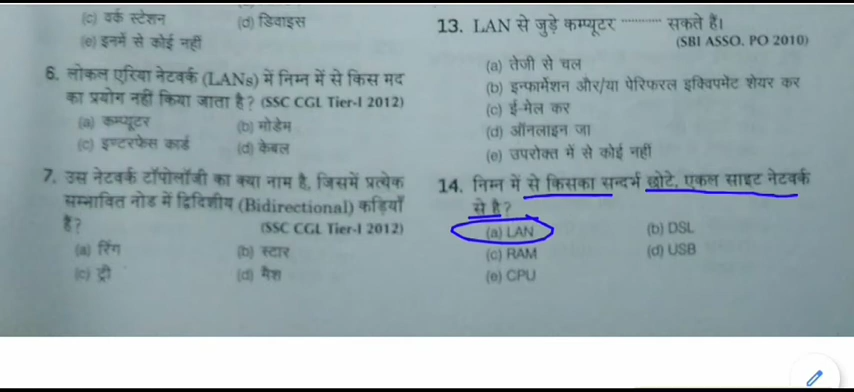 (c) वर्क स्टेशन (d) डिवाइस
(e) इनमें से कोई नहीं
6. लोकल एरिया नेटवर्क (LANs) में निम्न में से किस मद
का प्रयोग नहीं किया जाता है? (SSC CGL Tier-I 2012)
(a) कम्प्यूटर (b) मोडेम
(c) इण्टरफेस कार्ड (d) केबल
7. उस नेटवर्क टॉपोलॉजी का क्या नाम है, जिसमें प्रत्येक
सम्भावित नोड में द्विदिशीय (Bidirectional) कड़ियाँ
हैं? (SSC CGL Tier-I 2012)
(a) रिंग (b) स्टार
(c) ट्री (d) मैश
13. LAN से जुड़े कम्प्यूटर ........... सकते हैं।
(SBI ASSO. PO 2010)
(a) तेजी से चल
(b) इन्फार्मेशन और/या पेरिफरल इक्विपमेंट शेयर कर
(c) ई-मेल कर
(d) ऑनलाइन जा
(e) उपरोक्त में से कोई नहीं
14. निम्न में से किसका सन्दर्भ छोटे, एकल साइट नेटवर्क
से है?
(a) LAN (b) DSL
(c) RAM (d) USB
(e) CPU